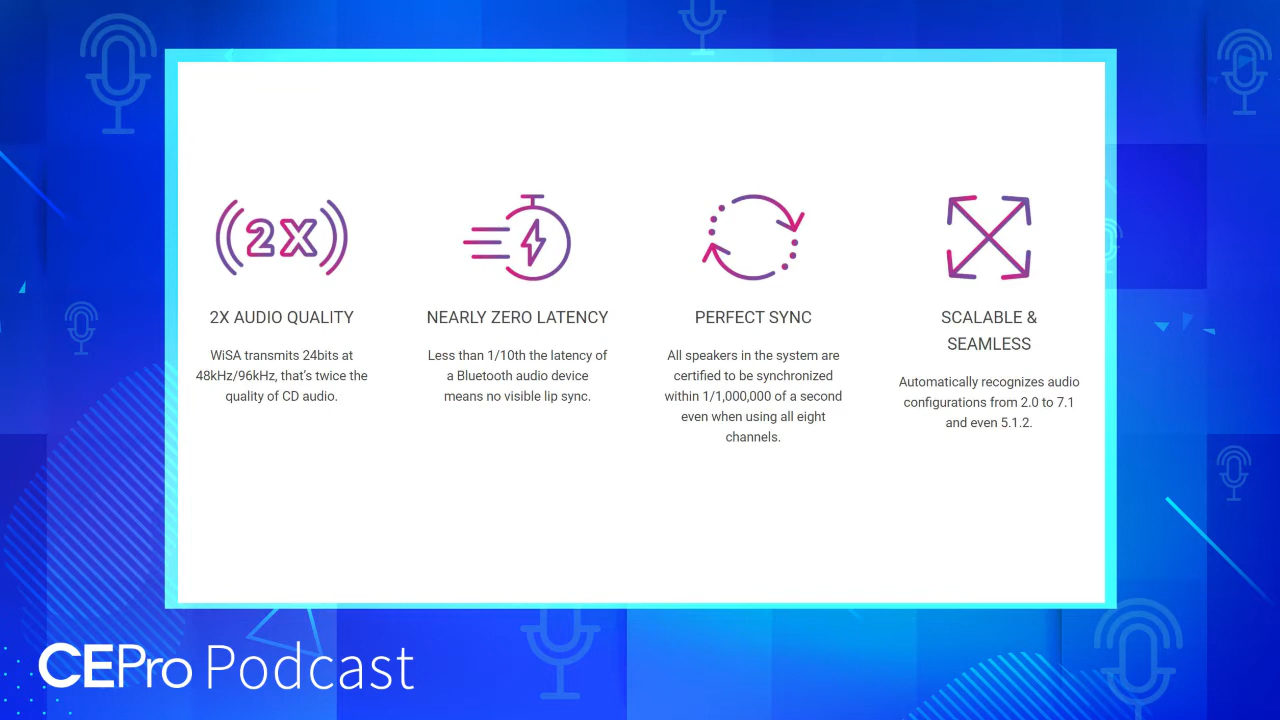 2X
2X AUDIO QUALITY
WiSA transmits 24bits at
48kHz/96kHz, that's twice the
quality of CD audio.
NEARLY ZERO LATENCY
Less than 1/10th the latency of
a Bluetooth audio device
means no visible lip sync.
PERFECT SYNC
All speakers in the system are
certified to be synchronized
within 1/1,000,000 of a second
even when using all eight
channels.
SCALABLE &
SEAMLESS
Automatically recognizes audio
configurations from 2.0 to 7.1
and even 5.1.2.
CEPro Podcast